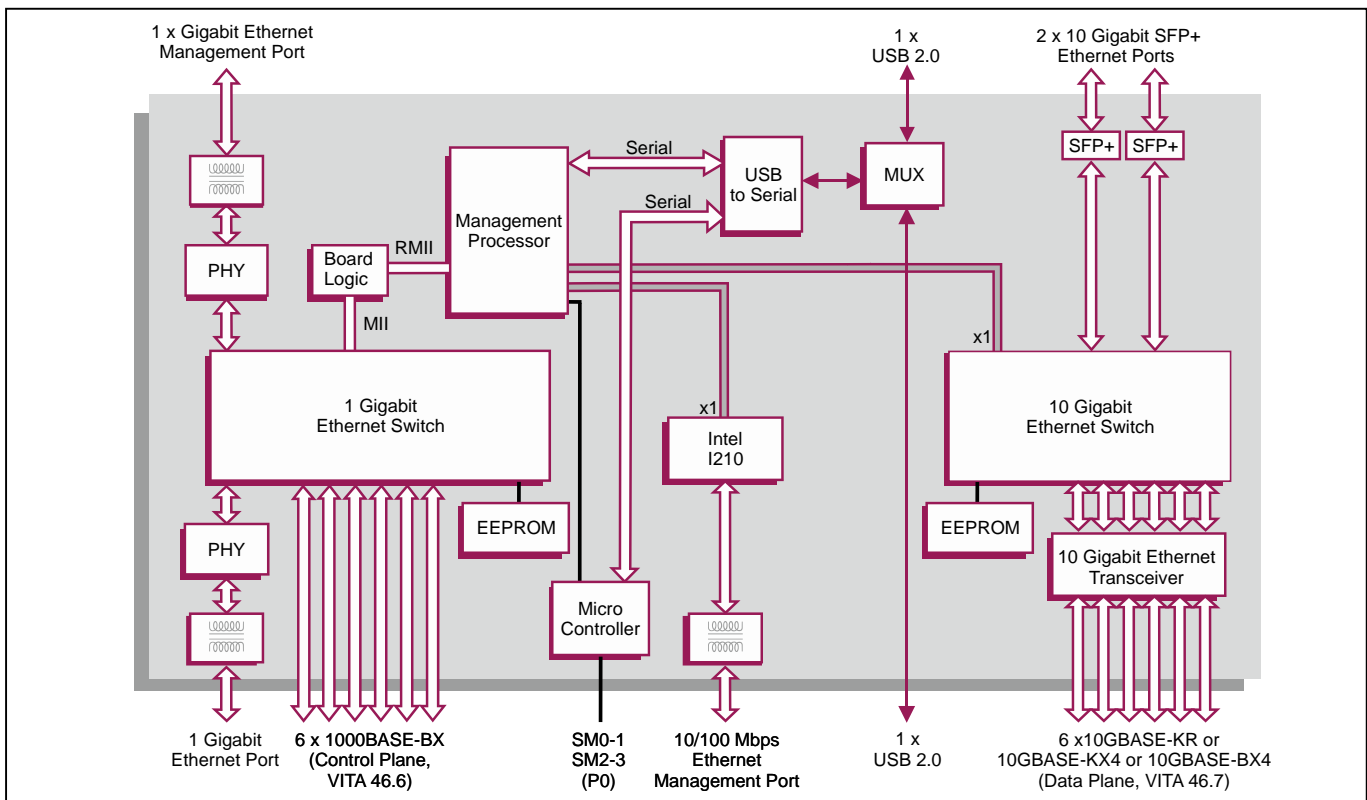 1 x Gigabit Ethernet
Management Port
1 x
USB 2.0
2 x 10 Gigabit SFP+
Ethernet Ports
SFP+
SFP+
Serial
USB
to Serial
MUX
Serial
Management
Processor
RMII
Board
Logic
PHY
MII
x1
1 Gigabit
Ethernet Switch
x1
Intel
I210
10 Gigabit
Ethernet Switch
EEPROM
EEPROM
PHY
10 Gigabit Ethernet
Transceiver
Micro
Controller
1 Gigabit
Ethernet Port
6 x 1000BASE-BX
(Control Plane,
VITA 46.6)
SM0-1
SM2-3
(P0)
10/100 Mbps
Ethernet
Management Port
1 x
USB 2.0
6 x10GBASE-KR or
10GBASE-KX4 or 10GBASE-BX4
(Data Plane, VITA 46.7)